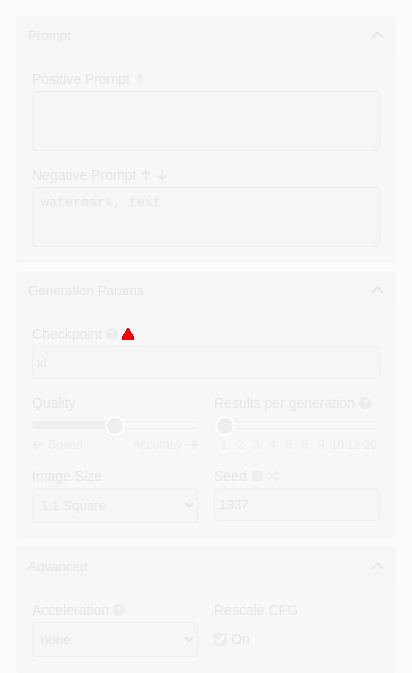 Prompt
Positive Prompt
Negative Prompt ↑ ↓
watermark, text
Generation Params
Checkpoint ?
xl
Quality Results per generation ?
← Speed Accuracy → 1 2 3 4 6 8 9 10 12 20
Image Size Seed
1:1 Square 1337
Advanced
Acceleration ? Rescale CFG
none On